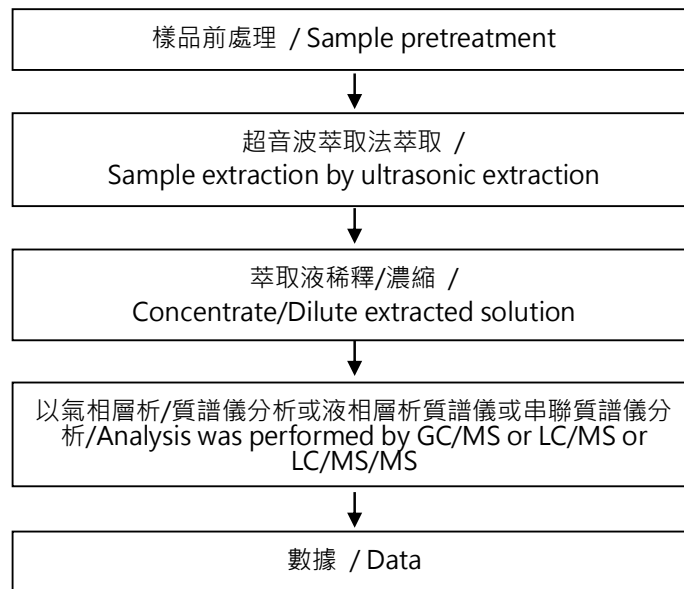 樣品前處理 / Sample pretreatment
超音波萃取法萃取 /
Sample extraction by ultrasonic extraction
萃取液稀釋/濃縮 /
Concentrate/Dilute extracted solution
以氣相層析/質譜儀分析或液相層析質譜儀或串聯質譜儀分
析/Analysis was performed by GC/MS or LC/MS or
LC/MS/MS
數據 / Data